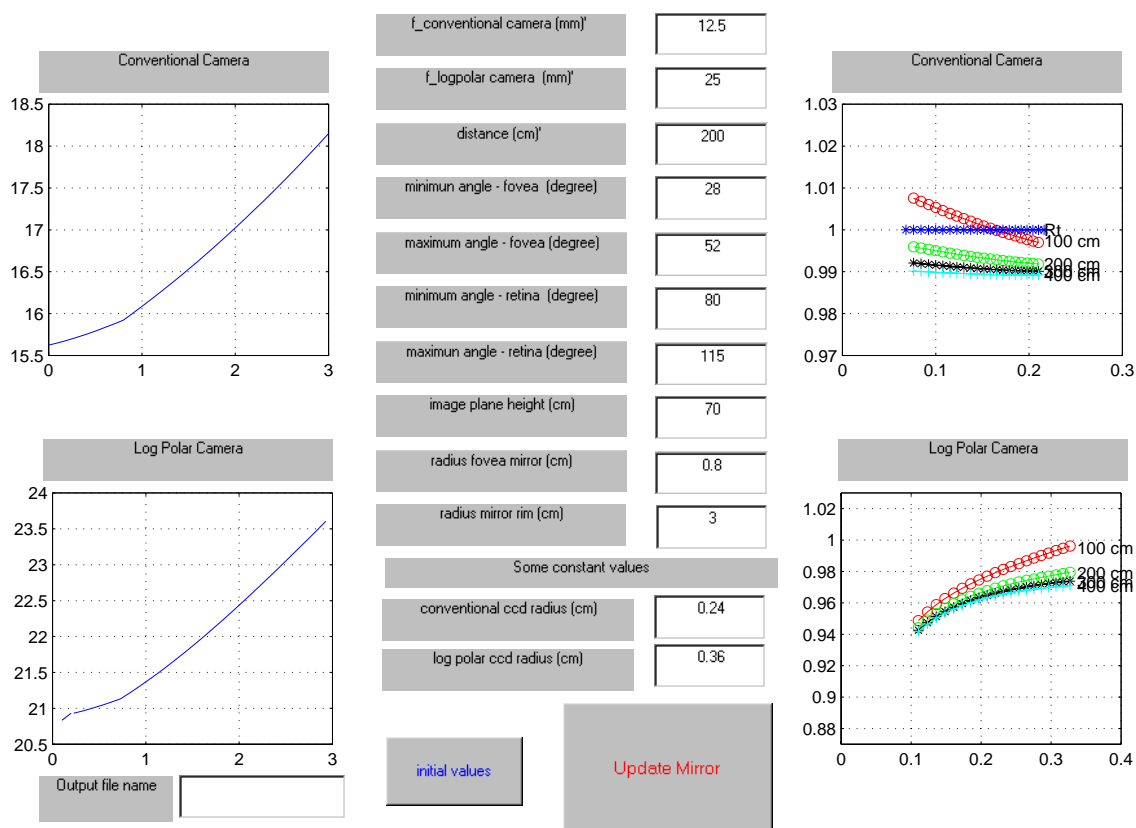 Conventional Camera
18.5
18
17.5
17
16.5
16
15.5
0 1 2 3
Log Polar Camera
24
23.5
23
22.5
22
21.5
21
20.5
0 1 2 3
Output file name
f_conventional camera (mm)' 12.5
f_logpolar camera (mm)' 25
distance (cm)' 200
minimun angle - fovea (degree) 28
maximum angle - fovea (degree) 52
minimum angle - retina (degree) 80
maximun angle - retina (degree) 115
image plane height (cm) 70
radius fovea mirror (cm) 0.8
radius mirror rim (cm) 3
Some constant values
conventional ccd radius (cm) 0.24
log polar ccd radius (cm) 0.36
initial values
Update Mirror
Conventional Camera
1.03
1.02
1.01
1
0.99
0.98
0.97
0 0.1 0.2 0.3
Rt
100 cm
200 cm
300 cm
400 cm
Log Polar Camera
1.02
1
0.98
0.96
0.94
0.92
0.9
0.88
0 0.1 0.2 0.3 0.4
100 cm
200 cm
300 cm
400 cm